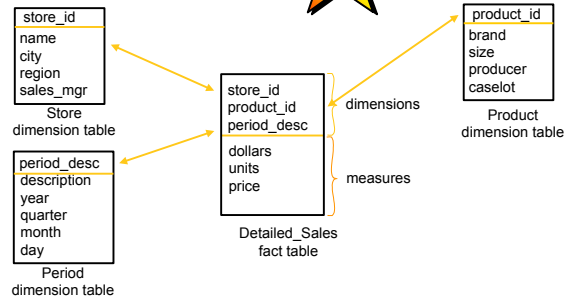 store_id
name
city
region
sales_mgr
Store
dimension table
period_desc
description
year
quarter
month
day
Period
dimension table
store_id
product_id
period_desc
dollars
units
price
Detailed_Sales
fact table
dimensions
measures
product_id
brand
size
producer
caselot
Product
dimension table